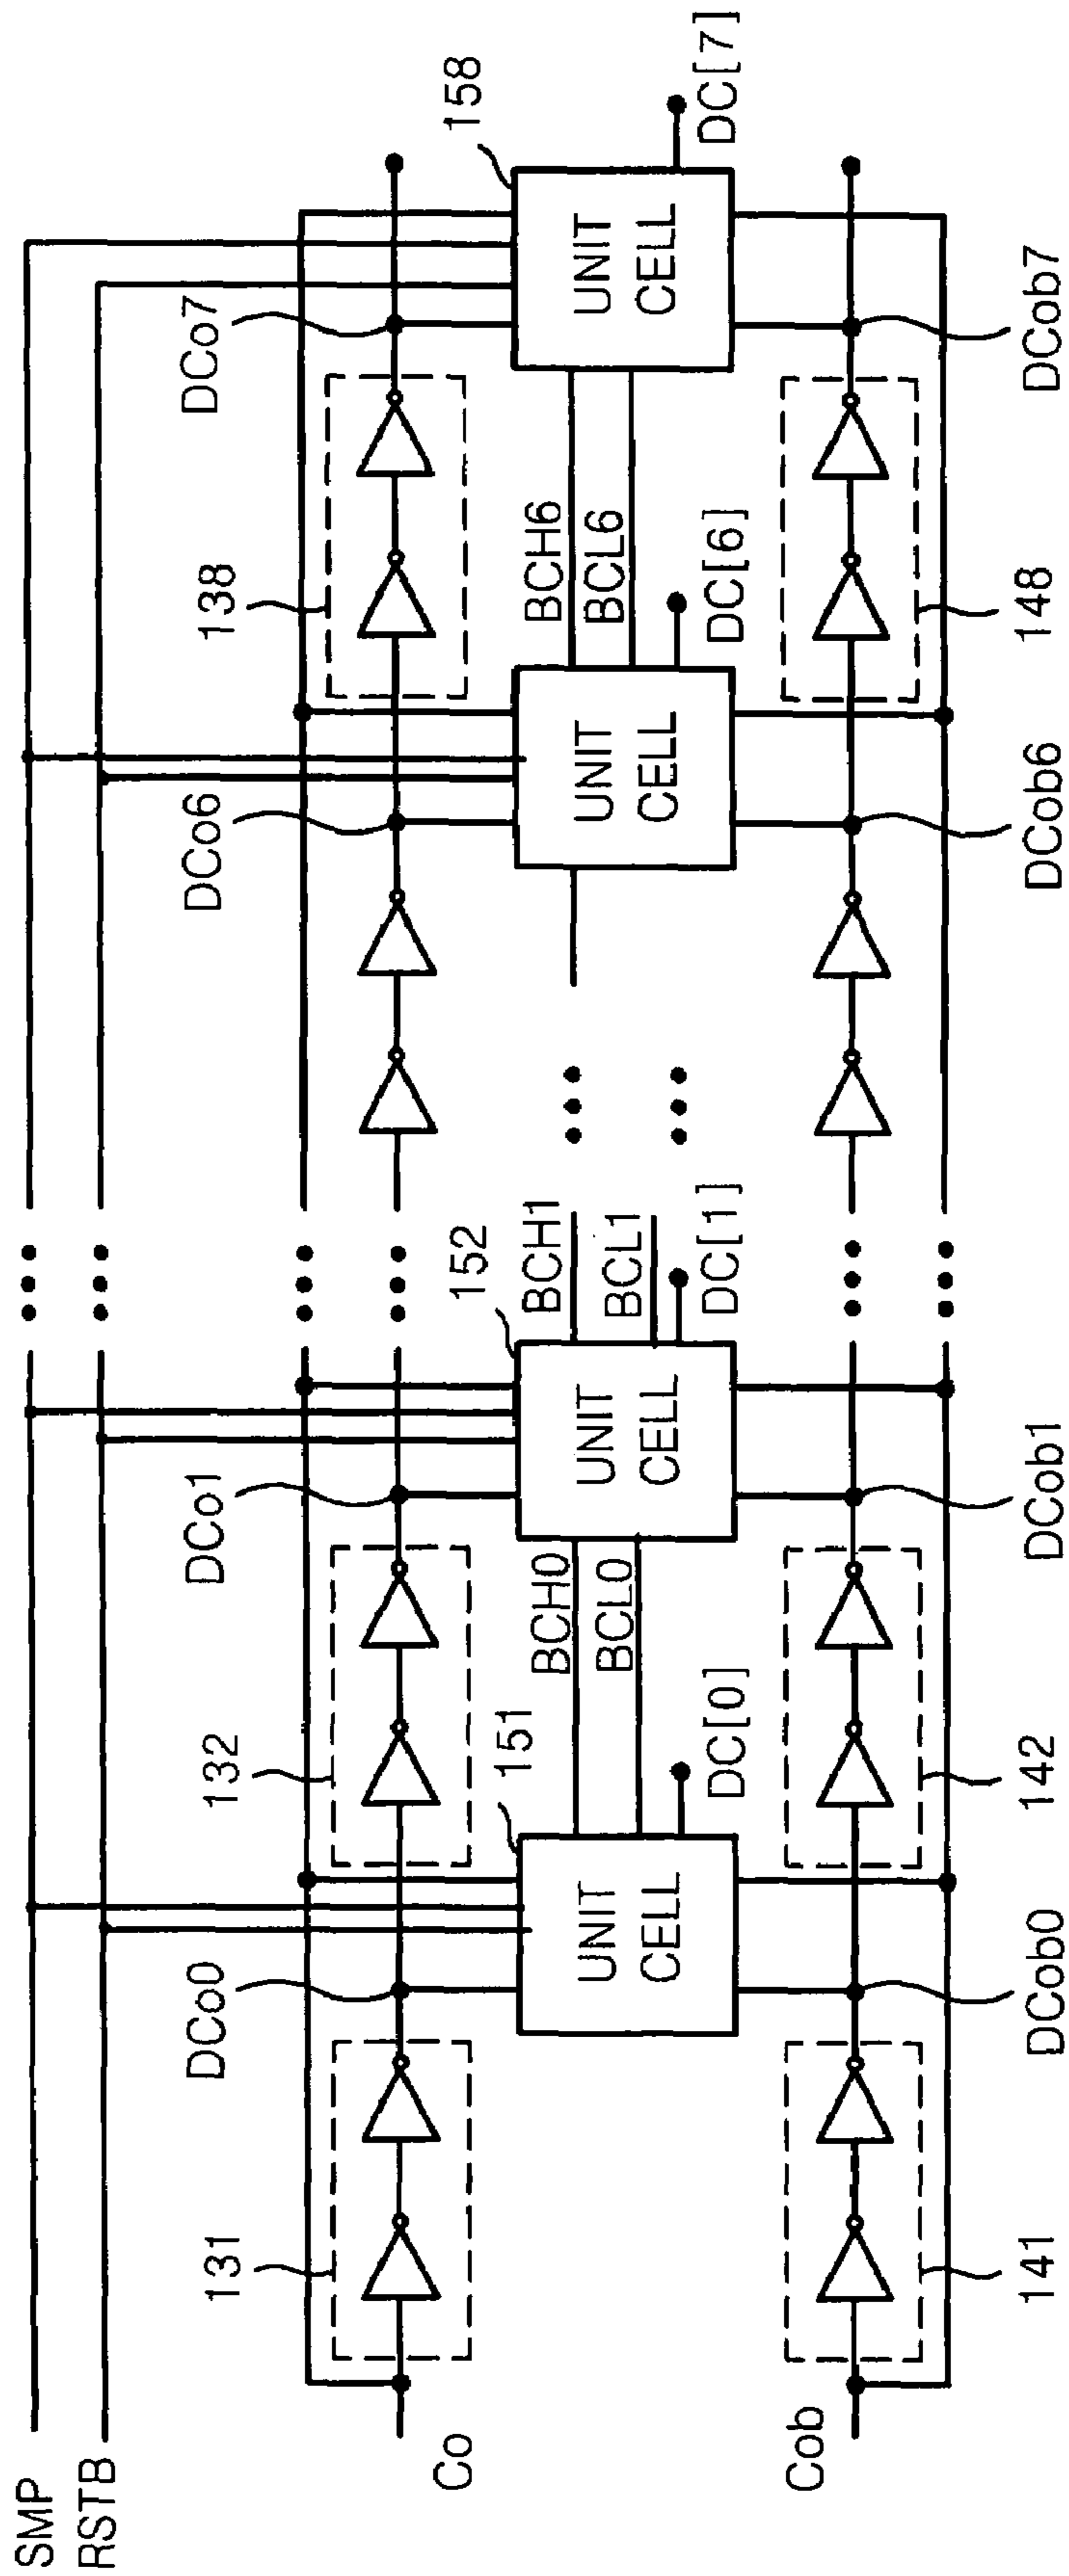 SMP
RSTB
158
DCo7
DCo6
DCo1
DCo0
138
132
131
152
151
UNIT
CELL
UNIT
CELL
UNIT
CELL
UNIT
CELL
BCH6
BCL6
BCH1
BCL1
BCH0
BCL0
DC[7]
DC[6]
DC[1]
DC[0]
Co
Cob
DCob7
148
DCob6
DCob1
142
DCob0
141